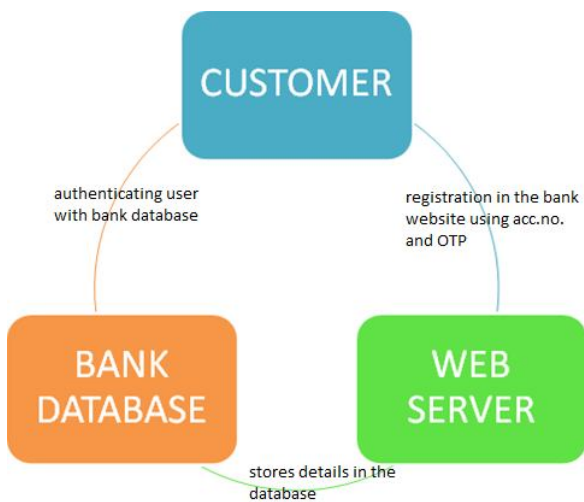 CUSTOMER
authenticating user
with bank database
registration in the bank
website using acc.no.
and OTP
BANK
DATABASE
WEB
SERVER
stores details in the
database